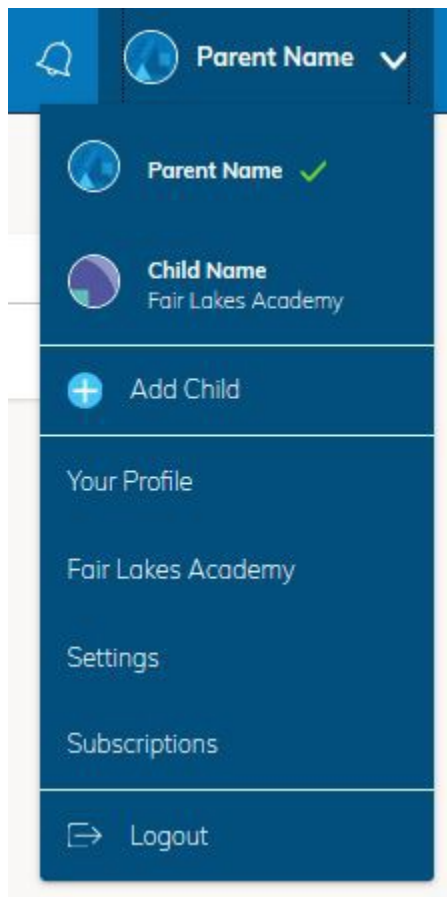 Parent Name
Parent Name
Child Name
Fair Lakes Academy
Add Child
Your Profile
Fair Lakes Academy
Settings
Subscriptions
Logout